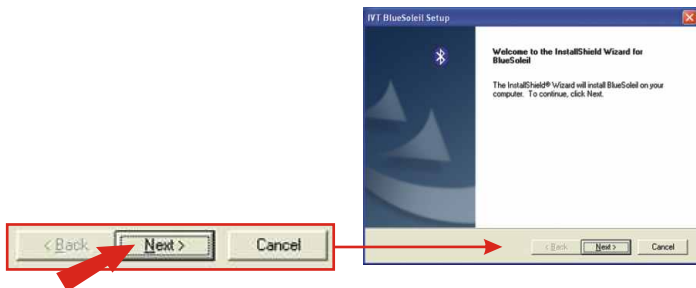 IVT BlueSoleil Setup
Welcome to the InstallShield Wizard for
BlueSoleil
The InstallShield® Wizard will install BlueSoleil on your
computer. To continue, click Next.
< Back
Next >
Cancel
< Back
Next >
Cancel